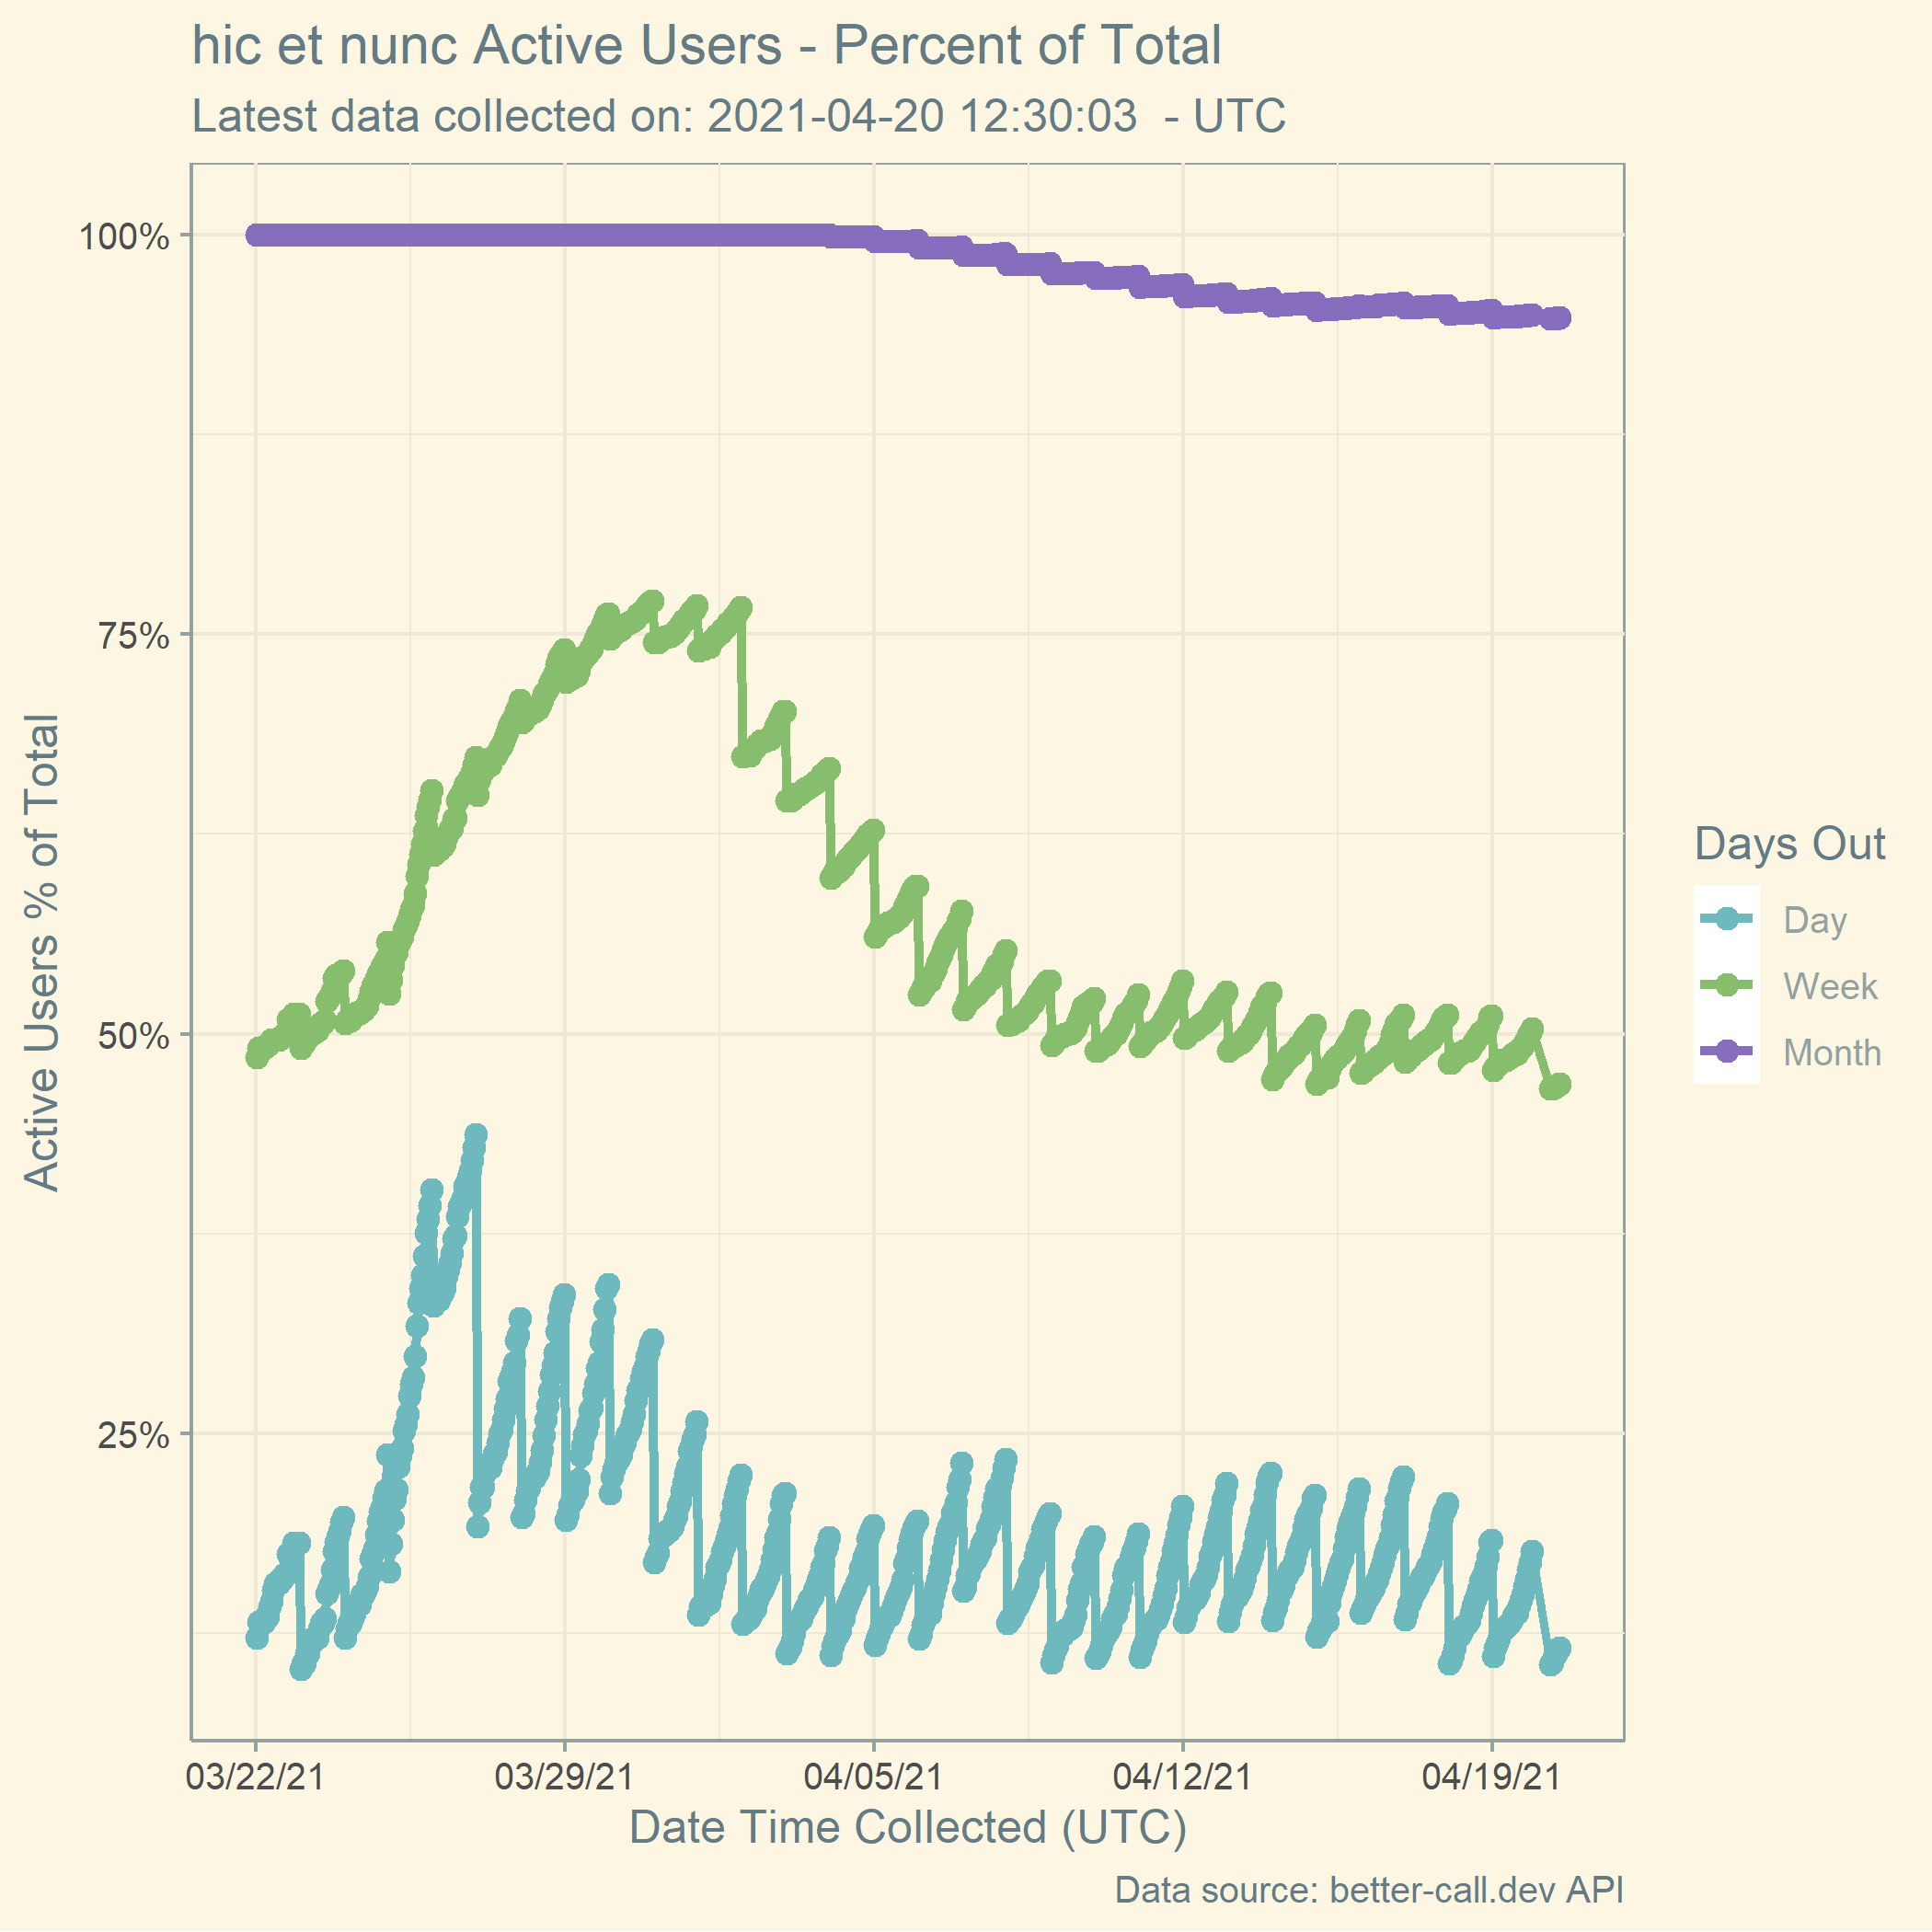 hic et nunc Active Users - Percent of Total
Latest data collected on: 2021-04-20 12:30:03  - UTC
Active Users % of Total
100%
75%
50%
25%
03/22/21
03/29/21
04/05/21
04/12/21
04/19/21
Date Time Collected (UTC)
Days Out
Day
Week
Month
Data source: better-call.dev API